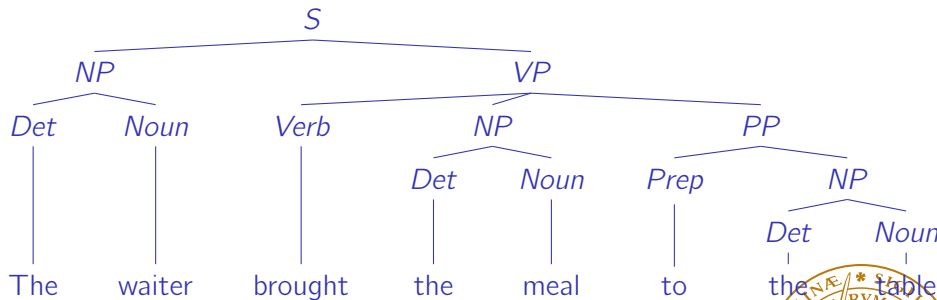 S
NP VP
Det Noun Verb NP PP
Det Noun Prep NP
Det Noun
The waiter brought the meal to the table